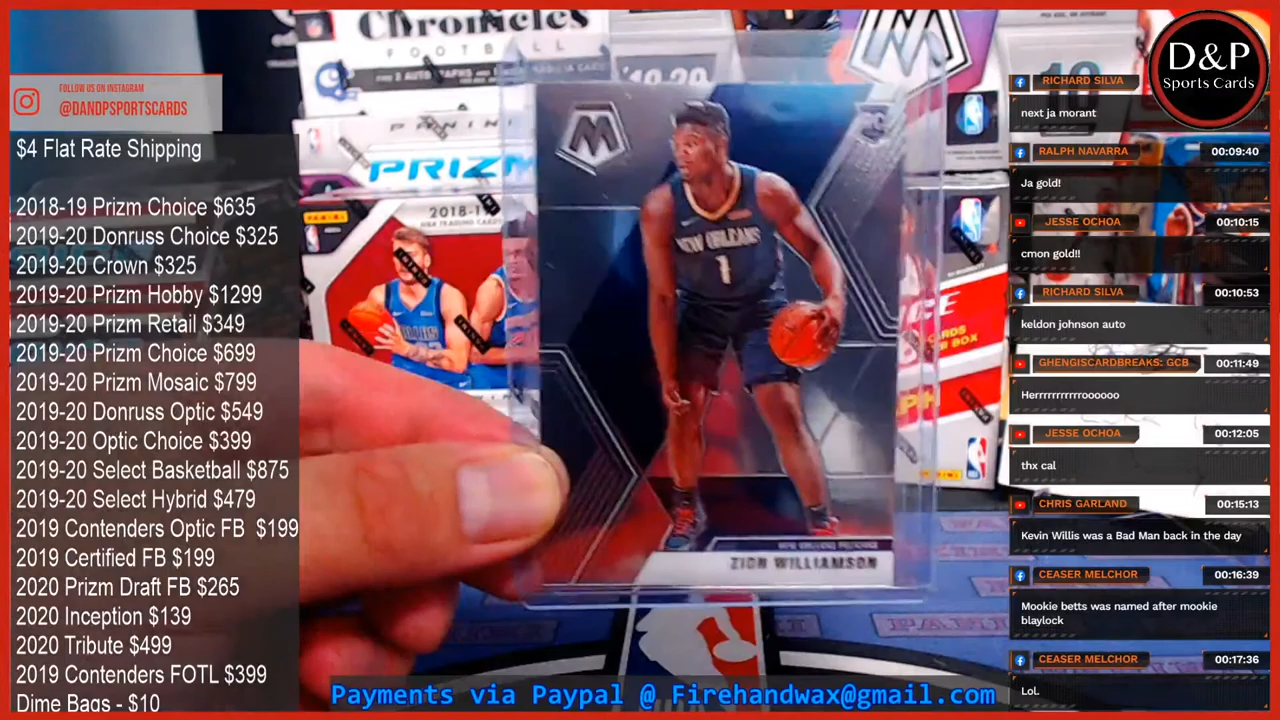 FOLLOW US ON INSTAGRAM
@DANDPSPORTSCARDS
$4 Flat Rate Shipping
2018-19 Prizm Choice $635
2019-20 Donruss Choice $325
2019-20 Crown $325
2019-20 Prizm Hobby $1299
2019-20 Prizm Retail $349
2019-20 Prizm Choice $699
2019-20 Prizm Mosaic $799
2019-20 Donruss Optic $549
2019-20 Optic Choice $399
2019-20 Select Basketball $875
2019-20 Select Hybrid $479
2019 Contenders Optic FB $199
2019 Certified FB $199
2020 Prizm Draft FB $265
2020 Inception $139
2020 Tribute $499
2019 Contenders FOTL $399
Dime Bags - $10
Chronicles
FOOTBALL
PANINI
PRIZM
PANINI
2018-19
19-20
M
RC
NEW ORLEANS
1
NEW ORLEANS PELICANS
ZION WILLIAMSON
Payments via Paypal @ Firehandwax@gmail.com
D&P
Sports Cards
RICHARD SILVA
next ja morant
RALPH NAVARRA 00:09:40
Ja gold!
JESSE OCHOA 00:10:15
cmon gold!!
RICHARD SILVA 00:10:53
keldon johnson auto
GHENGISCARDBREAKS: GCB 00:11:49
Herrrrrrrrrroooooo
JESSE OCHOA 00:12:05
thx cal
CHRIS GARLAND 00:15:13
Kevin Willis was a Bad Man back in the day
CEASER MELCHOR 00:16:39
Mookie betts was named after mookie
blaylock
CEASER MELCHOR 00:17:36
Lol.